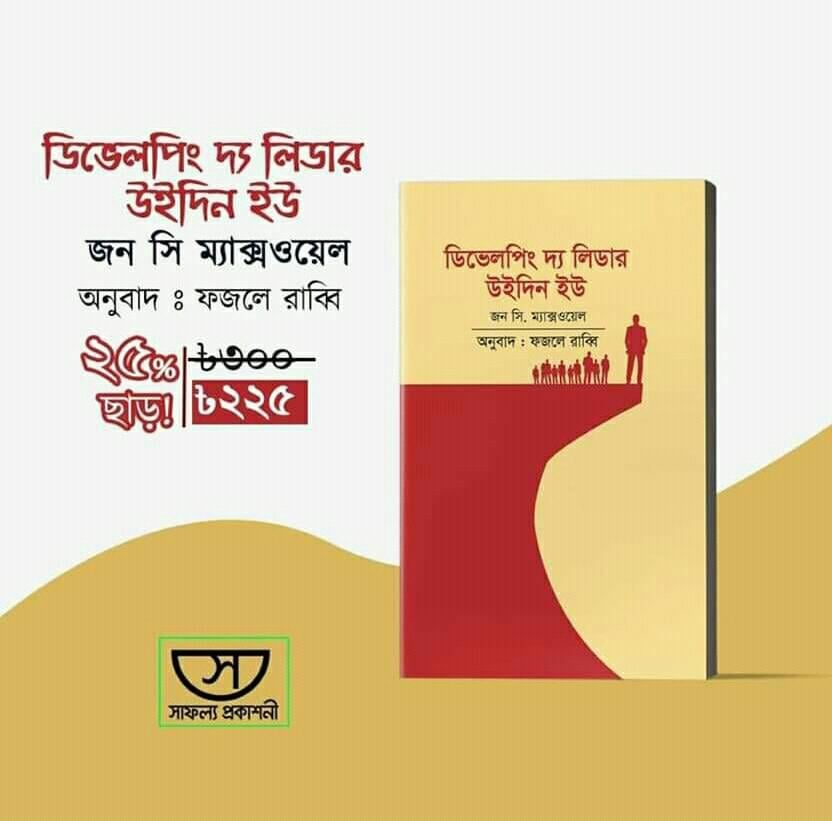 ডিভেলপিং দ্য লিডার
উইদিন ইউ
জন সি ম্যাক্সওয়েল
অনুবাদ ঃ ফজলে রাব্বি
২৫%
ছাড়!
৳৩০০
৳২২৫
ডিভেলপিং দ্য লিডার
উইদিন ইউ
জন সি. ম্যাক্সওয়েল
অনুবাদ : ফজলে রাব্বি
স
সাফল্য প্রকাশনী